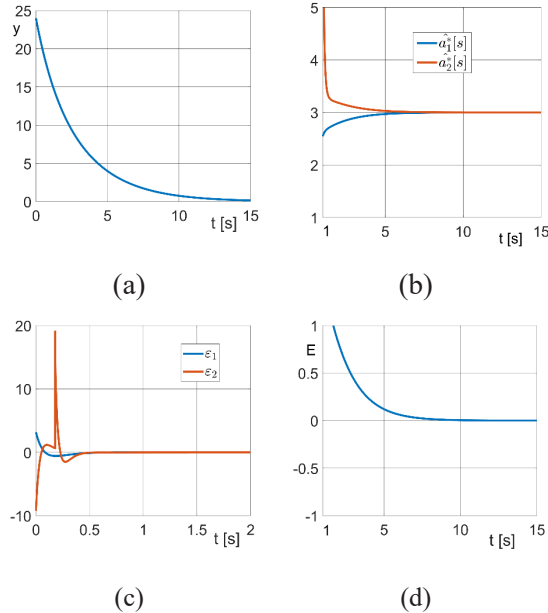 25
y
20
15
10
5
0
0 5 10 15
t [s]
(a)
5
4
3
2
1
1 5 10 15
t [s]
â₁*[s]
â₂*[s]
(b)
20
10
0
-10
0 0.5 1 1.5 2
t [s]
ε₁
ε₂
(c)
1
E
0.5
0
-0.5
-1
1 5 10 15
t [s]
(d)